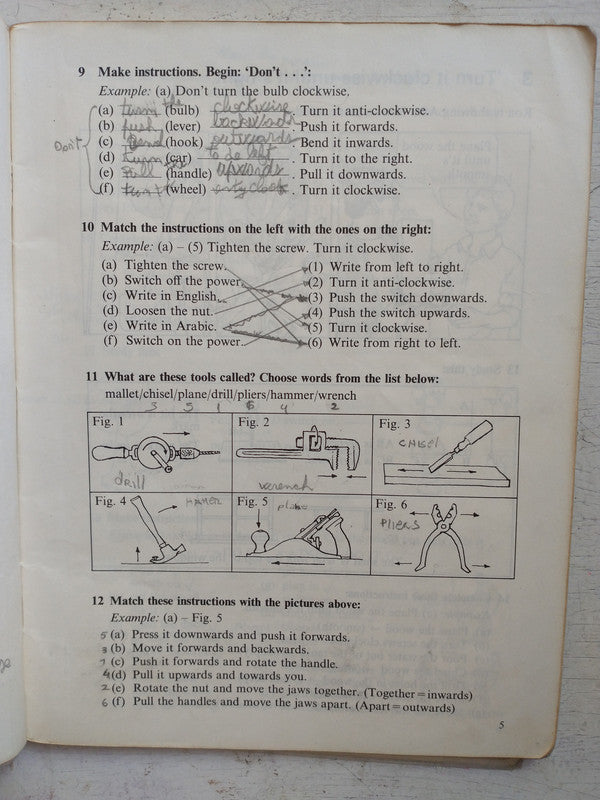 9 Make instructions. Begin: 'Don't . . .':
Example: (a) Don't turn the bulb clockwise.
(a) turn the (bulb) clockwise . Turn it anti-clockwise.
(b) push (lever) backwards . Push it forwards.
(c) Bend (hook) outwards . Bend it inwards.
Don't
(d) turn (car) to the left . Turn it to the right.
(e) Pull (handle) upwards . Pull it downwards.
(f) turn (wheel) . Turn it clockwise.
10 Match the instructions on the left with the ones on the right:
Example: (a) – (5) Tighten the screw. Turn it clockwise.
(a) Tighten the screw. (1) Write from left to right.
(b) Switch off the power. (2) Turn it anti-clockwise.
(c) Write in English. (3) Push the switch downwards.
(d) Loosen the nut. (4) Push the switch upwards.
(e) Write in Arabic. (5) Turn it clockwise.
(f) Switch on the power. (6) Write from right to left.
11 What are these tools called? Choose words from the list below:
mallet/chisel/plane/drill/pliers/hammer/wrench
3 5 1 6 4 2
Fig. 1 Fig. 2 Fig. 3
CHISEL
drill wrench
Fig. 4 HAMER Fig. 5 plane Fig. 6
PLIERS
12 Match these instructions with the pictures above:
Example: (a) – Fig. 5
5 (a) Press it downwards and push it forwards.
3 (b) Move it forwards and backwards.
1 (c) Push it forwards and rotate the handle.
4 (d) Pull it upwards and towards you.
2 (e) Rotate the nut and move the jaws together. (Together = inwards)
6 (f) Pull the handles and move the jaws apart. (Apart = outwards)
5